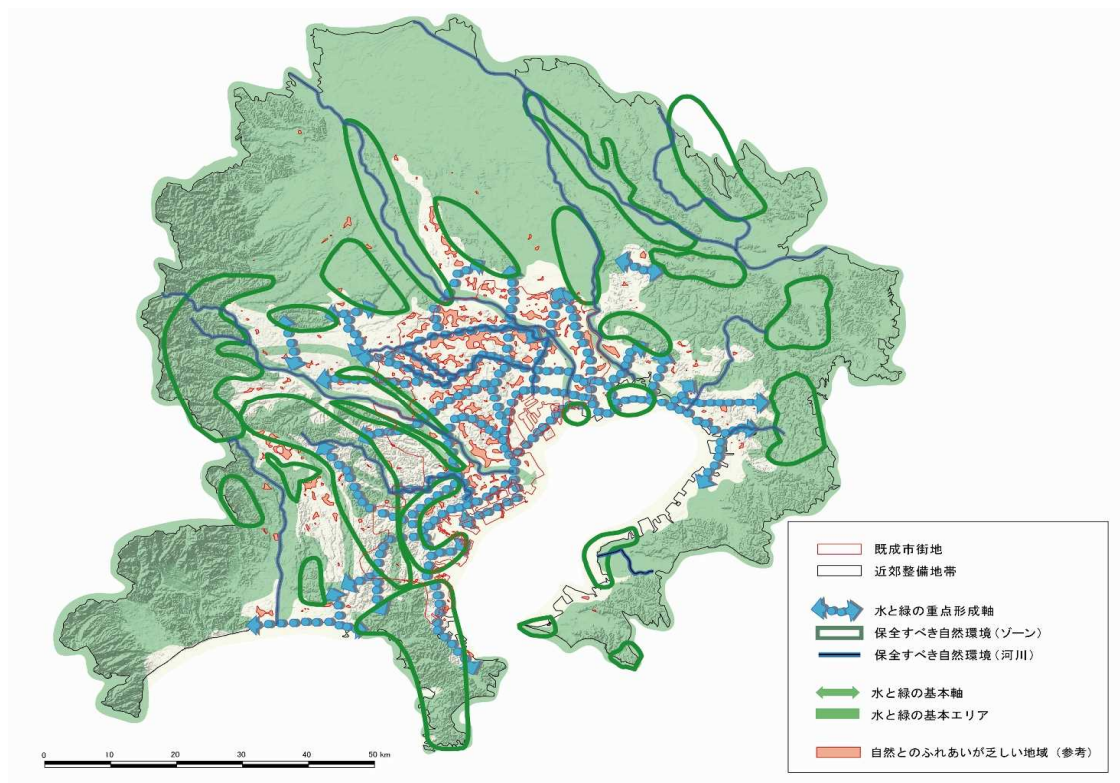 既成市街地
近郊整備地帯
水と緑の重点形成軸
保全すべき自然環境(ゾーン)
保全すべき自然環境(河川)
水と緑の基本軸
水と緑の基本エリア
自然とのふれあいが乏しい地域 (参考)
0 10 20 30 40 50 km